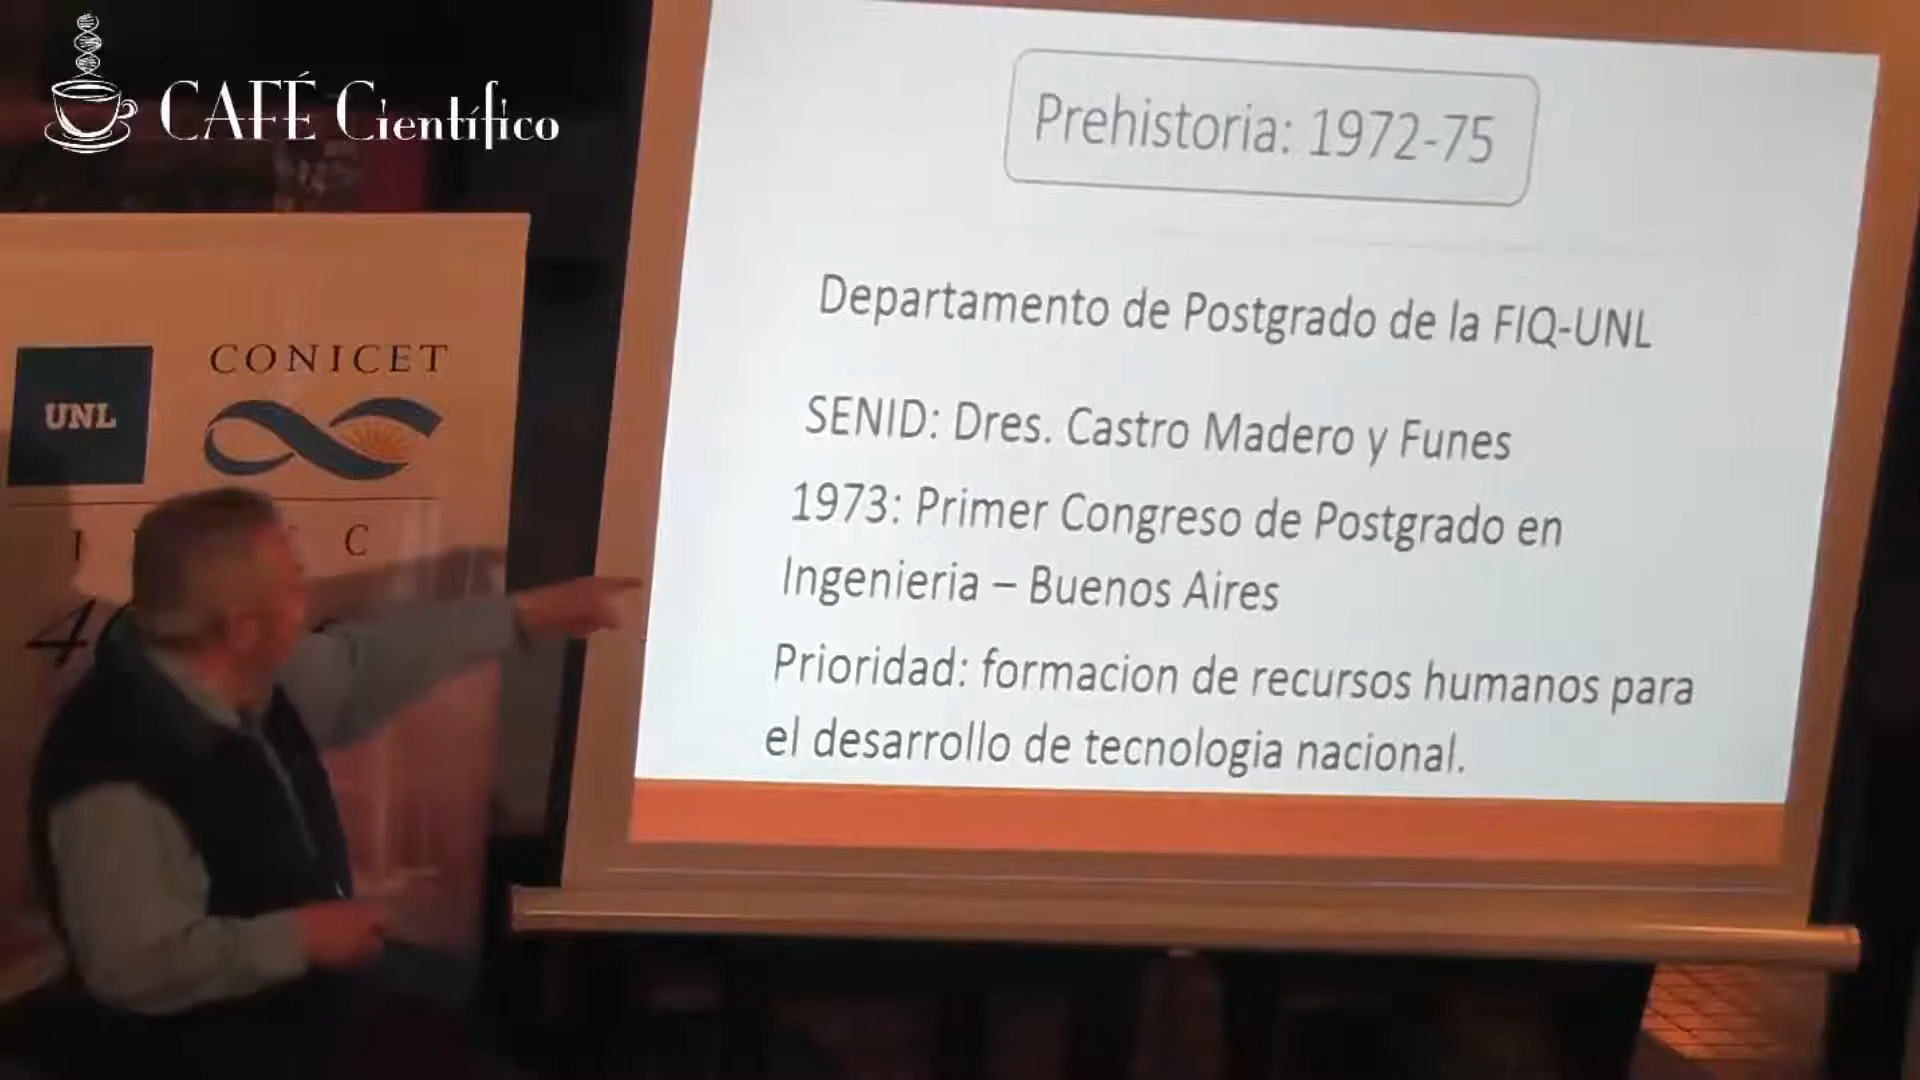 CAFÉ Científico
Prehistoria: 1972-75
Departamento de Postgrado de la FIQ-UNL
SENID: Dres. Castro Madero y Funes
1973: Primer Congreso de Postgrado en
Ingenieria – Buenos Aires
Prioridad: formacion de recursos humanos para
el desarrollo de tecnologia nacional.
CONICET
UNL